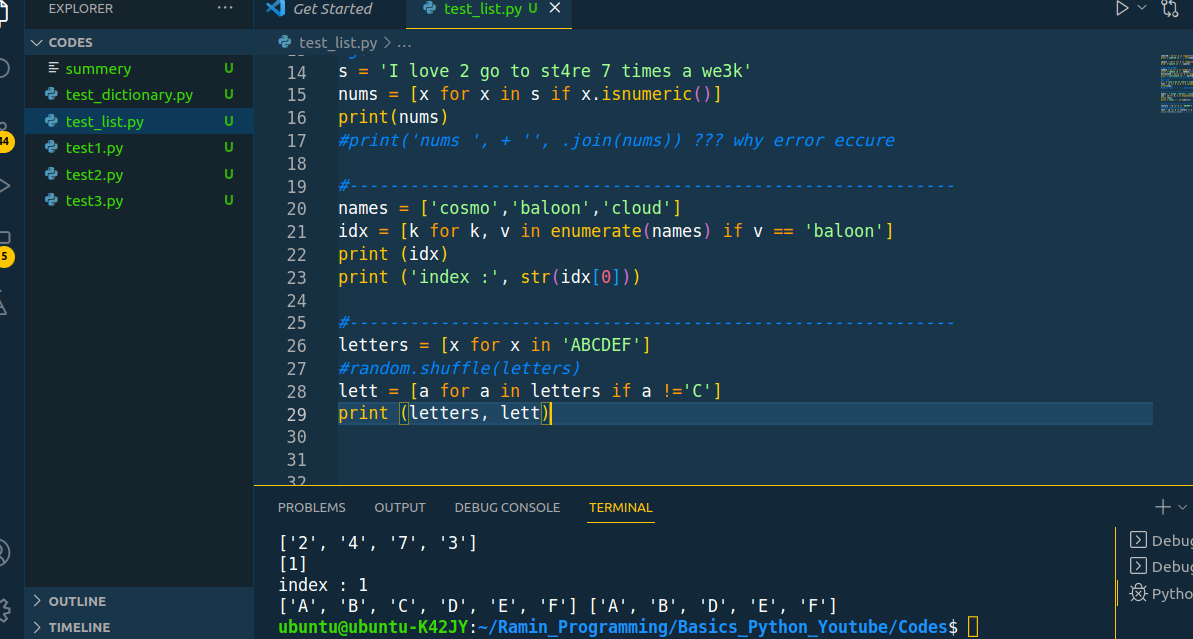 EXPLORER ...
Get Started
test_list.py U
CODES
summery U
test_dictionary.py U
test_list.py U
test1.py U
test2.py U
test3.py U
OUTLINE
TIMELINE
44
5
test_list.py > ...
14 s = 'I love 2 go to st4re 7 times a we3k'
15 nums = [x for x in s if x.isnumeric()]
16 print(nums)
17 #print('nums ', + '', .join(nums)) ??? why error eccure
18
19 #------------------------------------------------------------
20 names = ['cosmo','baloon','cloud']
21 idx = [k for k, v in enumerate(names) if v == 'baloon']
22 print (idx)
23 print ('index :', str(idx[0]))
24
25 #------------------------------------------------------------
26 letters = [x for x in 'ABCDEF']
27 #random.shuffle(letters)
28 lett = [a for a in letters if a !='C']
29 print (letters, lett)
30
31
32
PROBLEMS OUTPUT DEBUG CONSOLE TERMINAL
['2', '4', '7', '3']
[1]
index : 1
['A', 'B', 'C', 'D', 'E', 'F'] ['A', 'B', 'D', 'E', 'F']
ubuntu@ubuntu-K42JY:~/Ramin_Programming/Basics_Python_Youtube/Codes$
Debug
Debug
Pytho